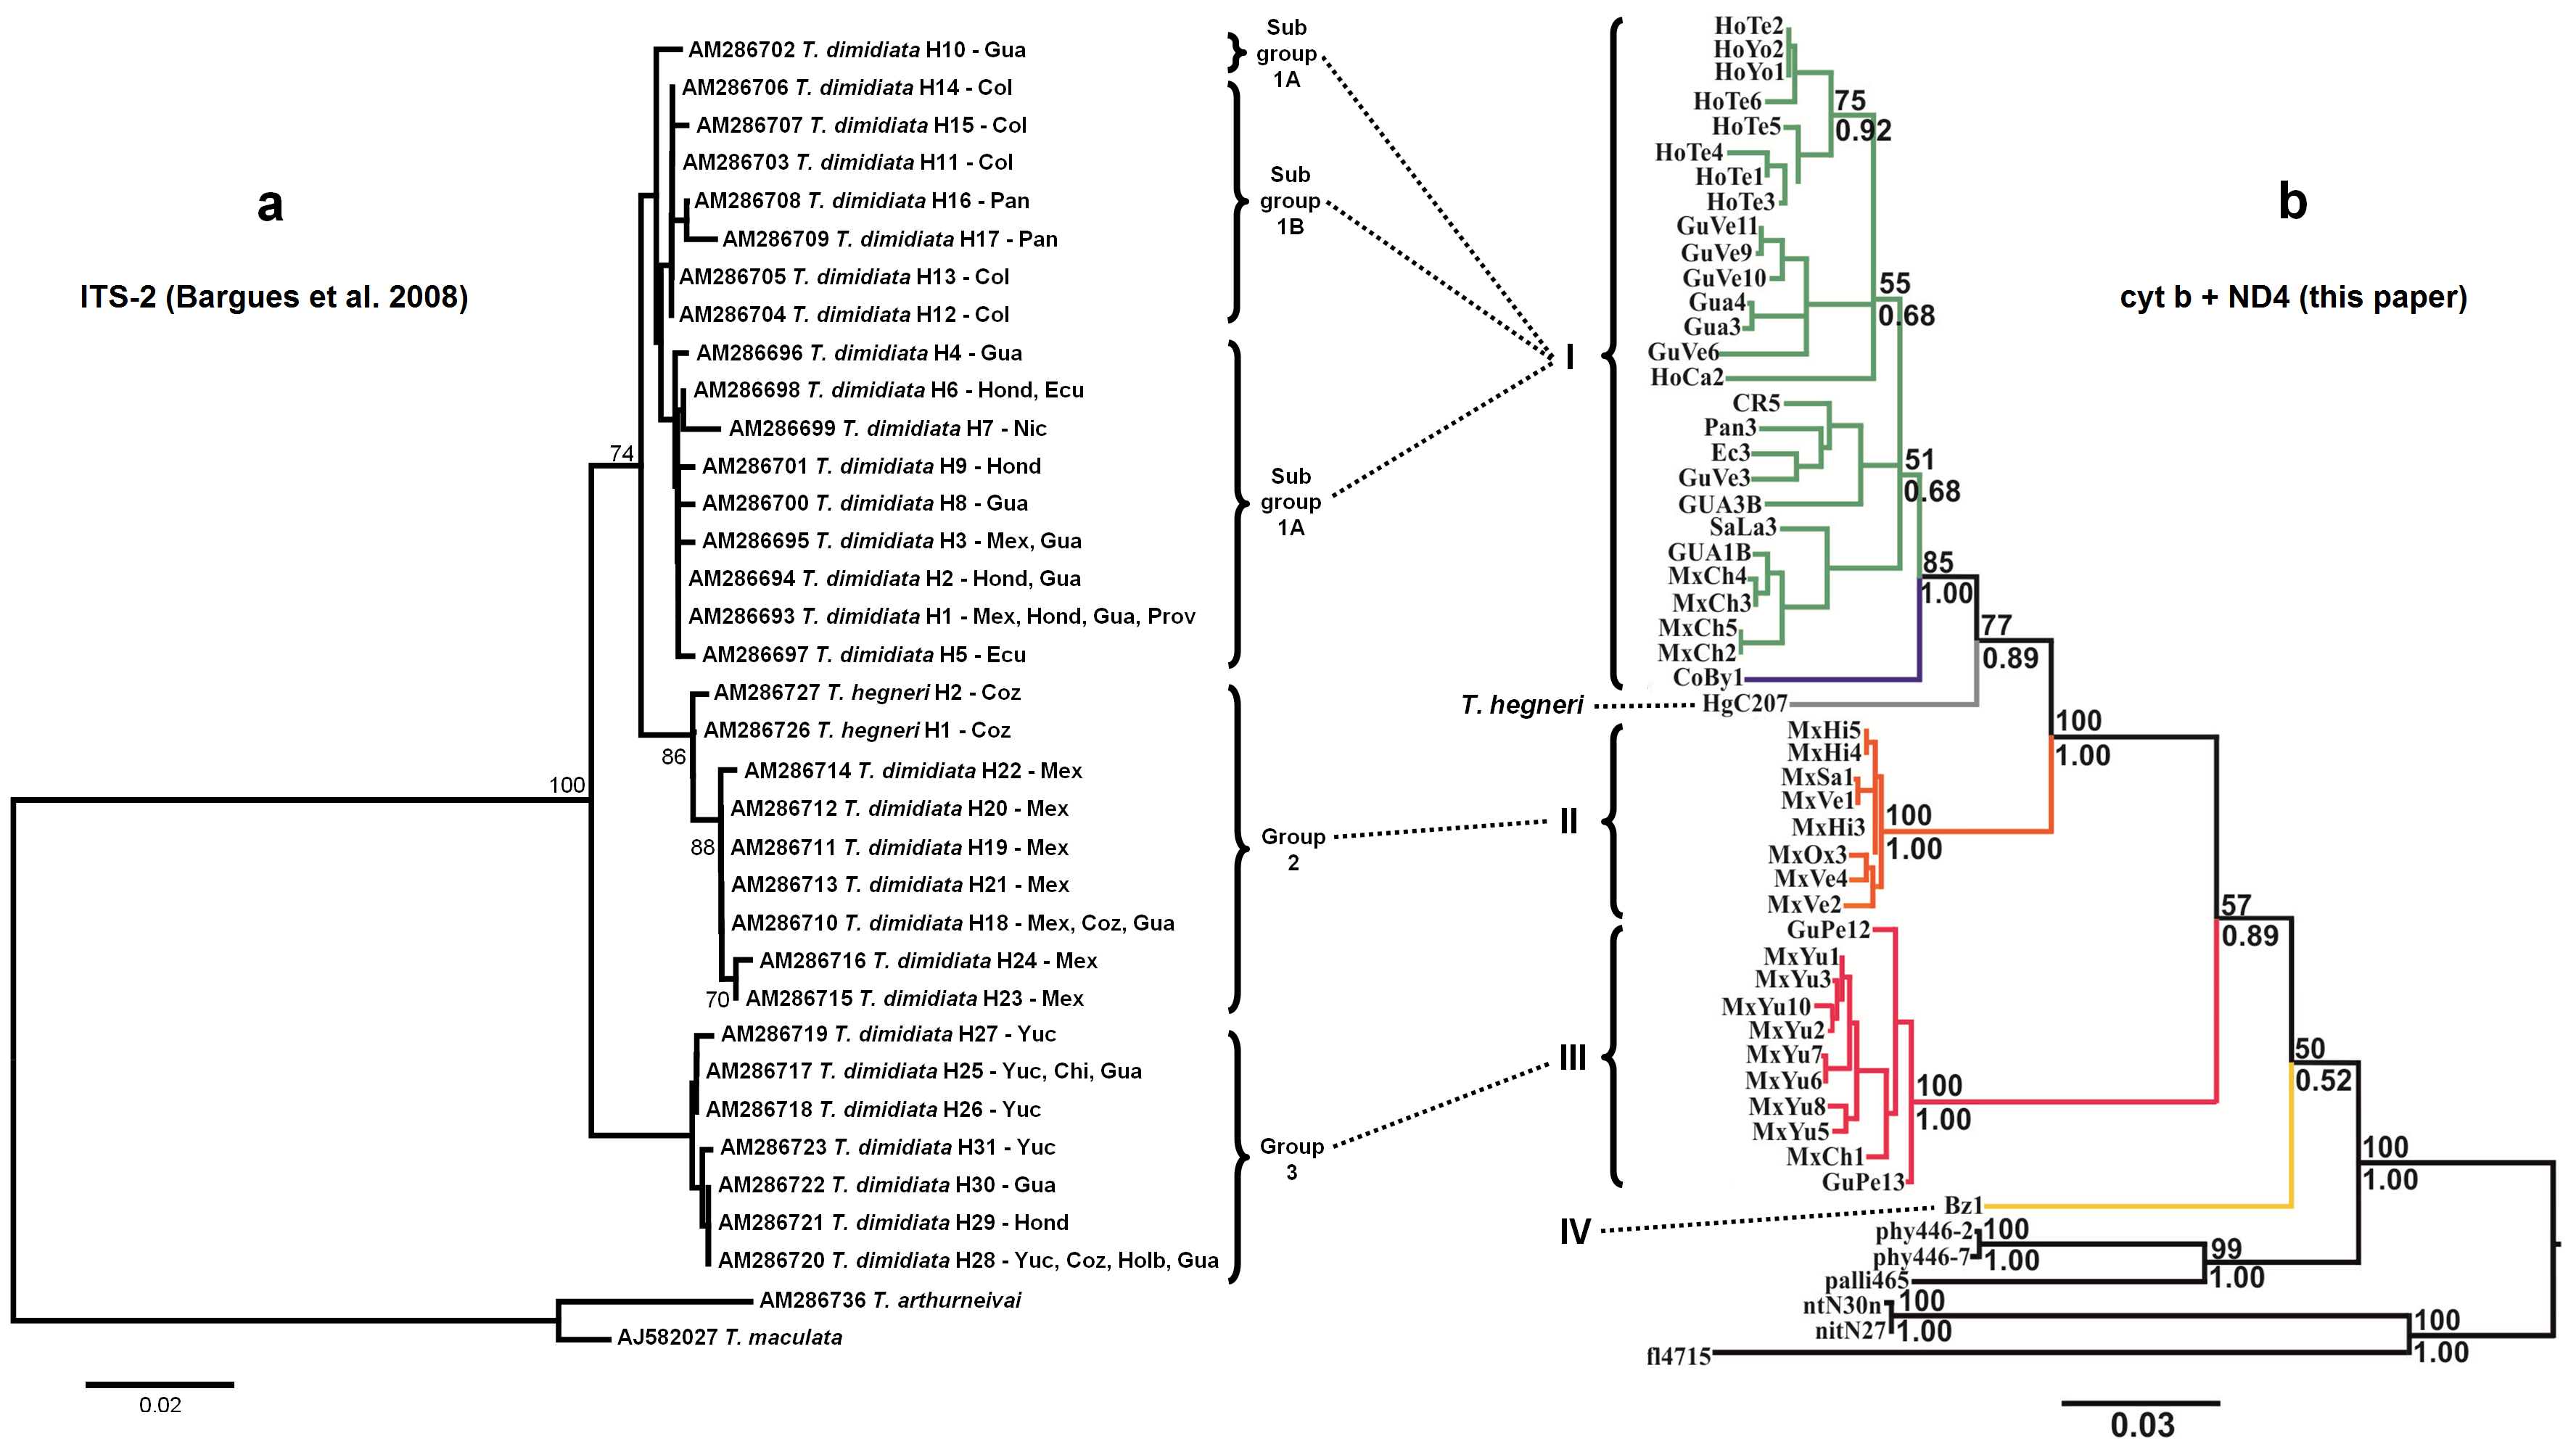 a
ITS-2 (Bargues et al. 2008)
AM286702 T. dimidiata H10 - Gua
AM286706 T. dimidiata H14 - Col
AM286707 T. dimidiata H15 - Col
AM286703 T. dimidiata H11 - Col
AM286708 T. dimidiata H16 - Pan
AM286709 T. dimidiata H17 - Pan
AM286705 T. dimidiata H13 - Col
AM286704 T. dimidiata H12 - Col
AM286696 T. dimidiata H4 - Gua
AM286698 T. dimidiata H6 - Hond, Ecu
AM286699 T. dimidiata H7 - Nic
AM286701 T. dimidiata H9 - Hond
AM286700 T. dimidiata H8 - Gua
AM286695 T. dimidiata H3 - Mex, Gua
AM286694 T. dimidiata H2 - Hond, Gua
AM286693 T. dimidiata H1 - Mex, Hond, Gua, Prov
AM286697 T. dimidiata H5 - Ecu
AM286727 T. hegneri H2 - Coz
AM286726 T. hegneri H1 - Coz
AM286714 T. dimidiata H22 - Mex
AM286712 T. dimidiata H20 - Mex
AM286711 T. dimidiata H19 - Mex
AM286713 T. dimidiata H21 - Mex
AM286710 T. dimidiata H18 - Mex, Coz, Gua
AM286716 T. dimidiata H24 - Mex
AM286715 T. dimidiata H23 - Mex
AM286719 T. dimidiata H27 - Yuc
AM286717 T. dimidiata H25 - Yuc, Chi, Gua
AM286718 T. dimidiata H26 - Yuc
AM286723 T. dimidiata H31 - Yuc
AM286722 T. dimidiata H30 - Gua
AM286721 T. dimidiata H29 - Hond
AM286720 T. dimidiata H28 - Yuc, Coz, Holb, Gua
AM286736 T. arthurneivai
AJ582027 T. maculata
74
86
100
88
70
0.02
Sub
group
1A
Sub
group
1B
Sub
group
1A
Group
2
Group
3
I
T. hegneri
II
III
IV
b
cyt b + ND4 (this paper)
HoTe2
HoYo2
HoYo1
HoTe6
HoTe5
HoTe4
HoTe1
HoTe3
GuVe11
GuVe9
GuVe10
Gua4
Gua3
GuVe6
HoCa2
CR5
Pan3
Ec3
GuVe3
GUA3B
SaLa3
GUA1B
MxCh4
MxCh3
MxCh5
MxCh2
CoBy1
HgC207
MxHi5
MxHi4
MxSa1
MxVe1
MxHi3
MxOx3
MxVe4
MxVe2
GuPe12
MxYu1
MxYu3
MxYu10
MxYu2
MxYu7
MxYu6
MxYu8
MxYu5
MxCh1
GuPe13
Bz1
phy446-2
phy446-7
palli465
ntN30n
nitN27
fl4715
75
0.92
55
0.68
51
0.68
85
1.00
77
0.89
100
1.00
100
1.00
57
0.89
50
0.52
100
1.00
100
1.00
100
1.00
99
1.00
100
1.00
100
1.00
0.03